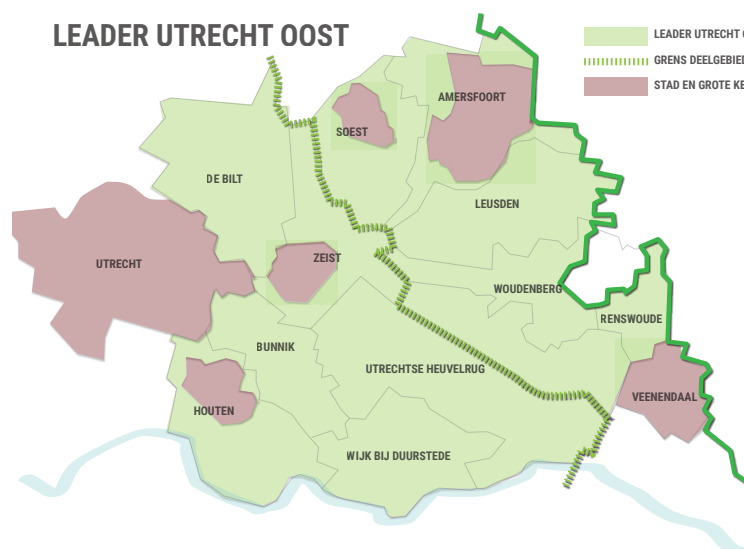 LEADER UTRECHT OOST
LEADER UTRECHT
GRENS DEELGEBIED
STAD EN GROTE
AMERSFOORT
SOEST
DE BILT
LEUSDEN
UTRECHT
ZEIST
WOUDENBERG
RENSWOUDE
BUNNIK
UTRECHTSE HEUVELRUG
VEENENDAAL
HOUTEN
WIJK BIJ DUURSTEDE